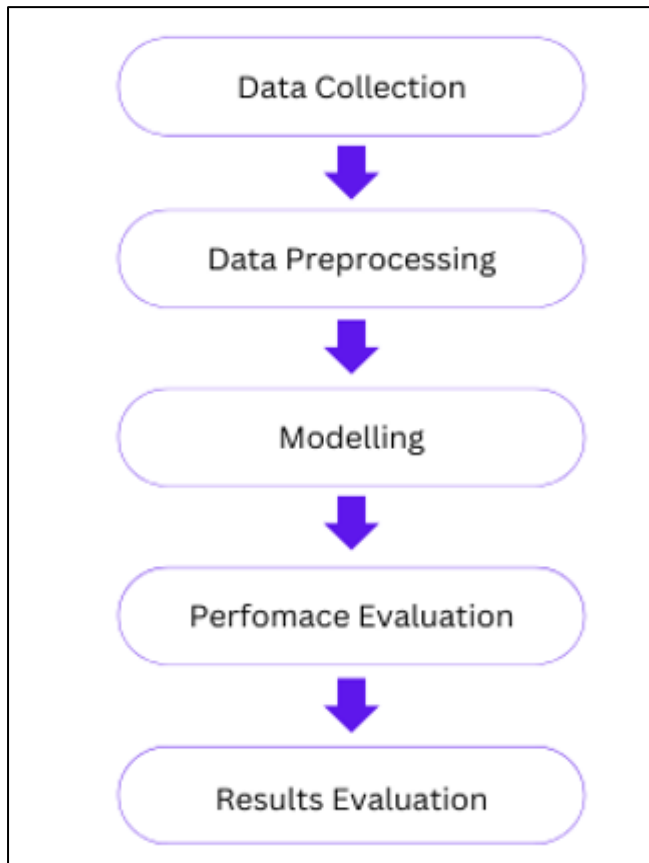 Data Collection
Data Preprocessing
Modelling
Perfomace Evaluation
Results Evaluation